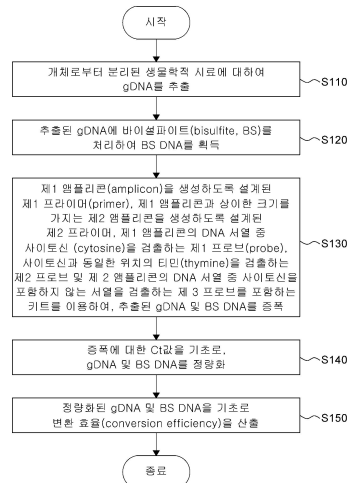 시작
개체로부터 분리된 생물학적 시료에 대하여
gDNA를 추출
S110
추출된 gDNA에 바이설파이트(bisulfite, BS)를
처리하여 BS DNA를 획득
S120
제1 앰플리콘(amplicon)을 생성하도록 설계된
제1 프라이머(primer), 제1 앰플리콘과 상이한 크기를
가지는 제2 앰플리콘을 생성하도록 설계된
제2 프라이머, 제1 앰플리콘의 DNA 서열 중
사이토신 (cytosine)을 검출하는 제1 프로브(probe),
사이토신과 동일한 위치의 티민(thymine)을 검출하는
제2 프로브 및 제 2 앰플리콘의 DNA 서열 중 사이토신을
포함하지 않는 서열을 검출하는 제 3 프로브를 포함하는
키트를 이용하여, 추출된 gDNA 및 BS DNA를 증폭
S130
증폭에 대한 Ct값을 기초로,
gDNA 및 BS DNA를 정량화
S140
정량화된 gDNA 및 BS DNA을 기초로
변환 효율(conversion efficiency)을 산출
S150
종료